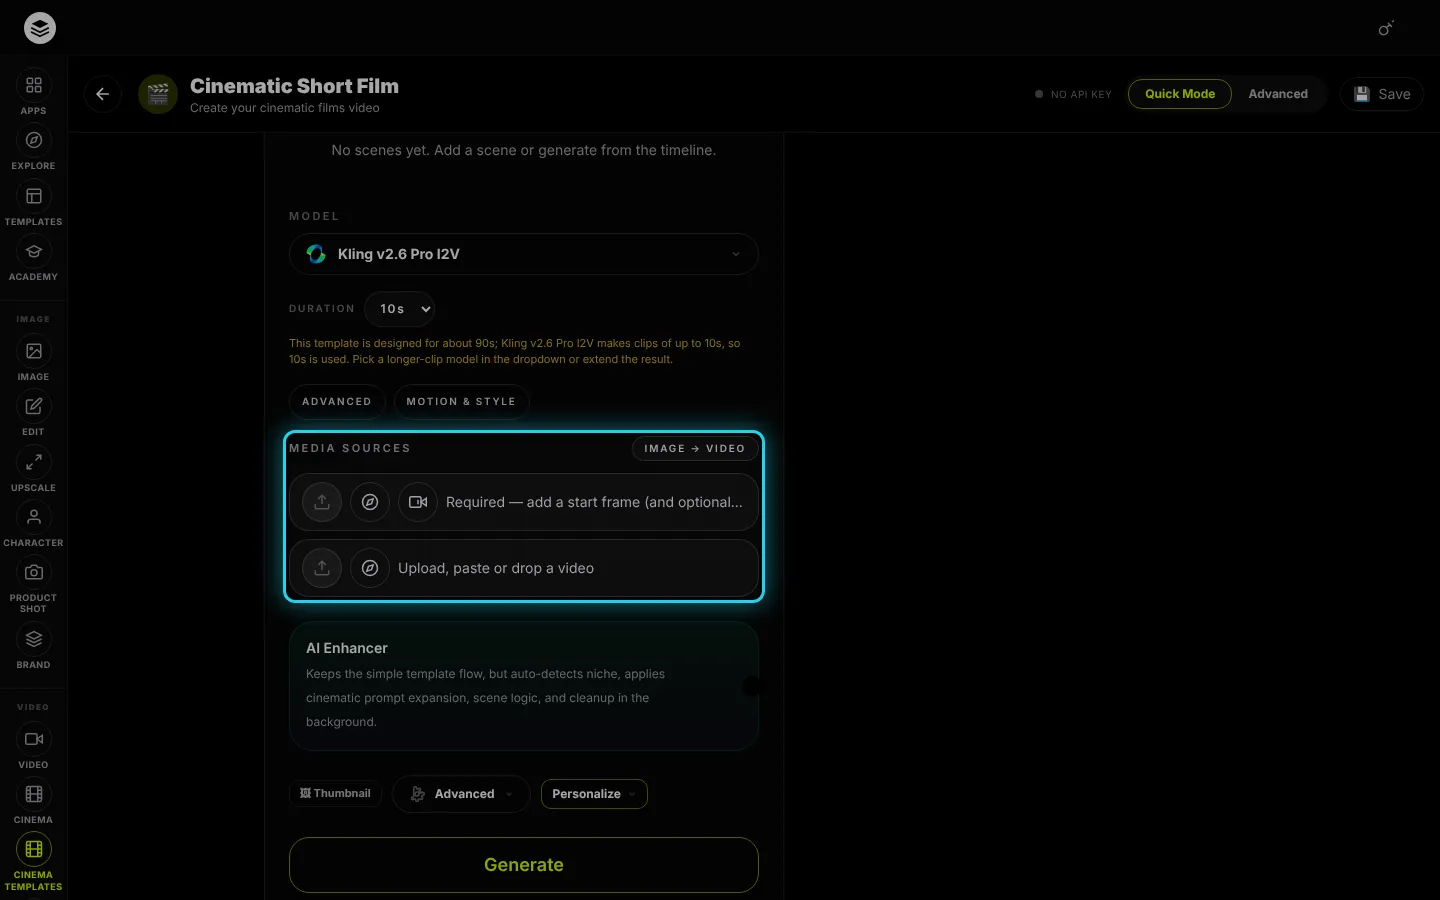 Cinematic Short Film
Create your cinematic films video
NO API KEY
Quick Mode
Advanced
Save
APPS
EXPLORE
TEMPLATES
ACADEMY
IMAGE
IMAGE
EDIT
UPSCALE
CHARACTER
PRODUCT
SHOT
BRAND
VIDEO
VIDEO
CINEMA
CINEMA
TEMPLATES
No scenes yet. Add a scene or generate from the timeline.
MODEL
Kling v2.6 Pro I2V
DURATION 10s
This template is designed for about 90s; Kling v2.6 Pro I2V makes clips of up to 10s, so
10s is used. Pick a longer-clip model in the dropdown or extend the result.
ADVANCED
MOTION & STYLE
MEDIA SOURCES
IMAGE → VIDEO
Required — add a start frame (and optional...
Upload, paste or drop a video
AI Enhancer
Keeps the simple template flow, but auto-detects niche, applies
cinematic prompt expansion, scene logic, and cleanup in the
background.
Thumbnail
Advanced
Personalize
Generate